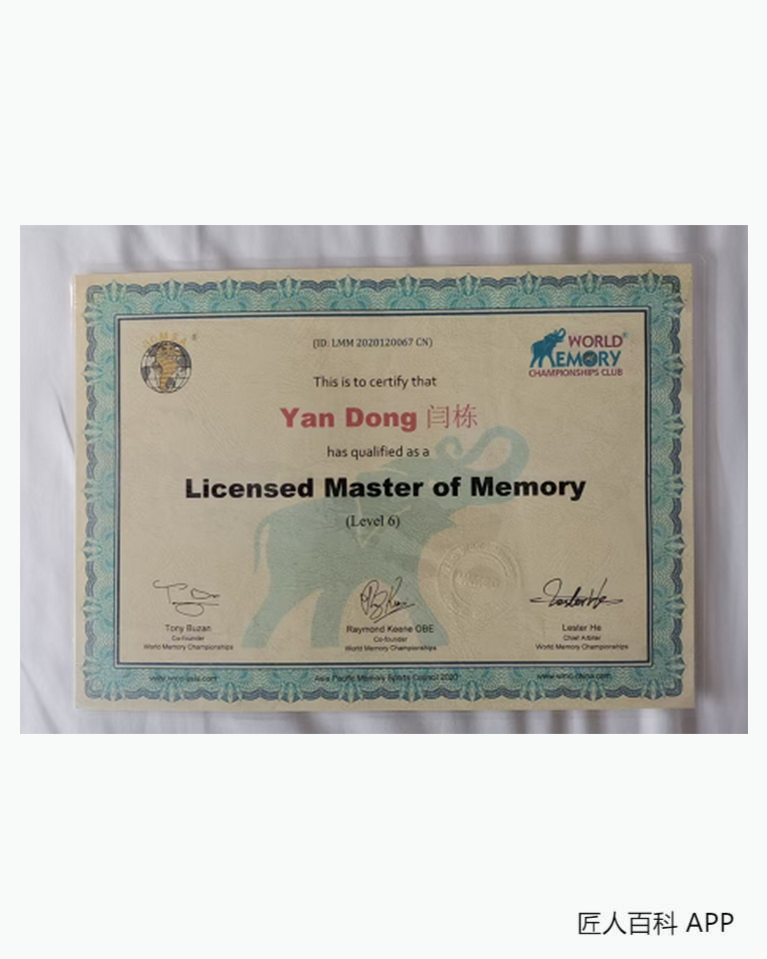 (ID: LMM 2020120067 CN)
WORLD
MEMORY
CHAMPIONSHIPS CLUB
This is to certify that
Yan Dong 闫栋
has qualified as a
Licensed Master of Memory
(Level 6)
Tony Buzan
Co-founder
World Memory Championships
Raymond Keene OBE
Co-founder
World Memory Championships
Lester He
Chief Arbiter
World Memory Championships
Asia Pacific Memory Sports Council 2020
匠人百科 APP